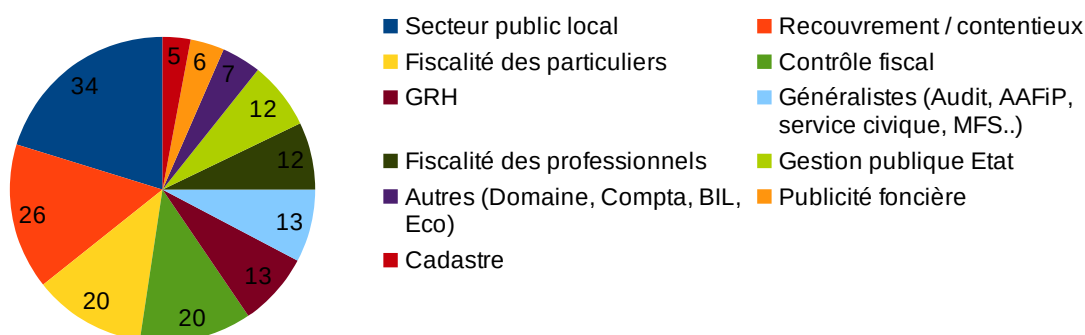 34
5
6
7
12
12
13
13
20
20
26
Secteur public local
Recouvrement / contentieux
Fiscalité des particuliers
Contrôle fiscal
GRH
Généralistes (Audit, AAFiP,
service civique, MFS..)
Fiscalité des professionnels
Gestion publique Etat
Autres (Domaine, Compta, BIL,
Eco)
Publicité foncière
Cadastre